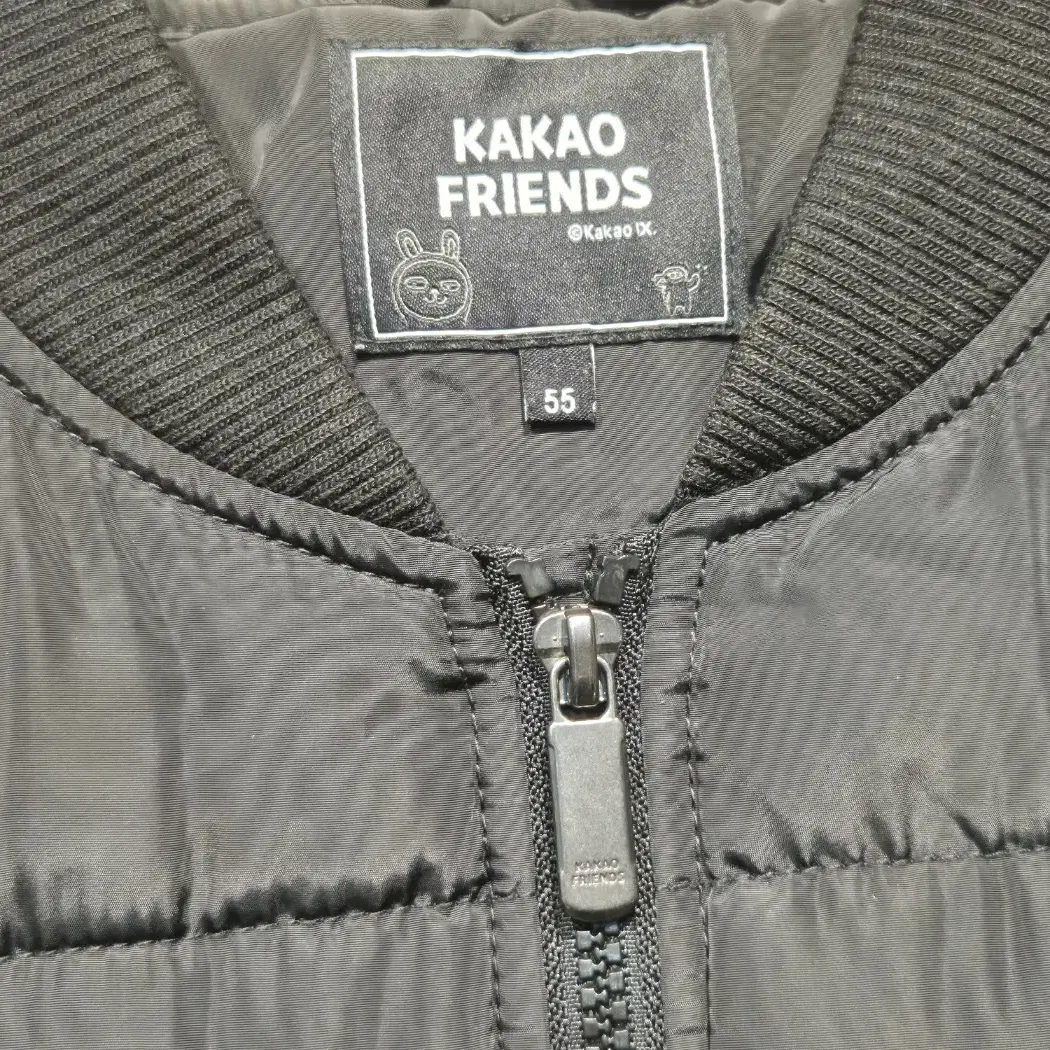 KAKAO
FRIENDS
©Kakao IX.
55
KAKAO
FRIENDS